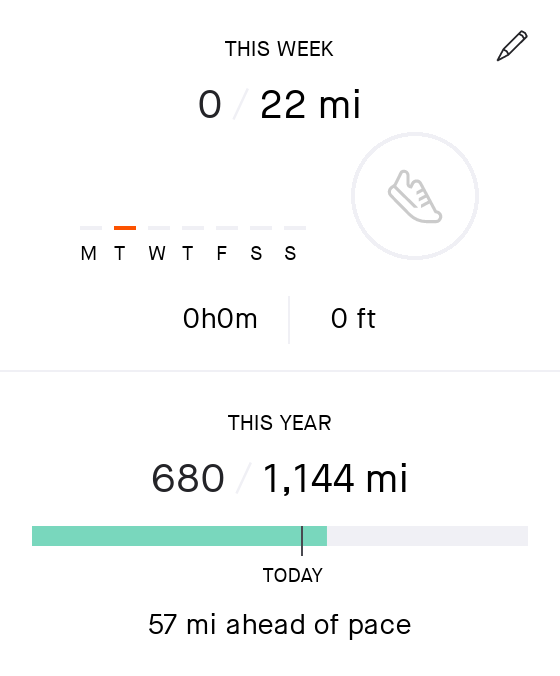 THIS WEEK
0 / 22 mi
M T W T F S S
0h0m 0 ft
THIS YEAR
680 / 1,144 mi
TODAY
57 mi ahead of pace